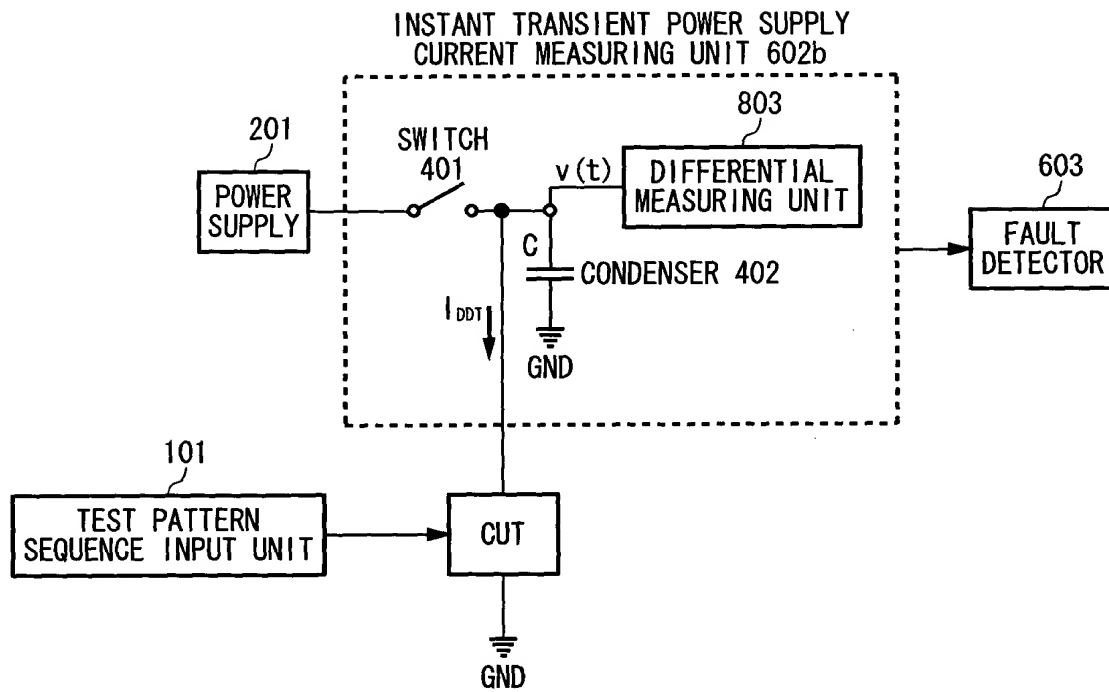 INSTANT TRANSIENT POWER SUPPLY
CURRENT MEASURING UNIT 602b
803
201
SWITCH
401
v(t)
DIFFERENTIAL
MEASURING UNIT
603
POWER
SUPPLY
FAULT
DETECTOR
C
CONDENSER 402
IDDT
GND
101
TEST PATTERN
SEQUENCE INPUT UNIT
CUT
GND